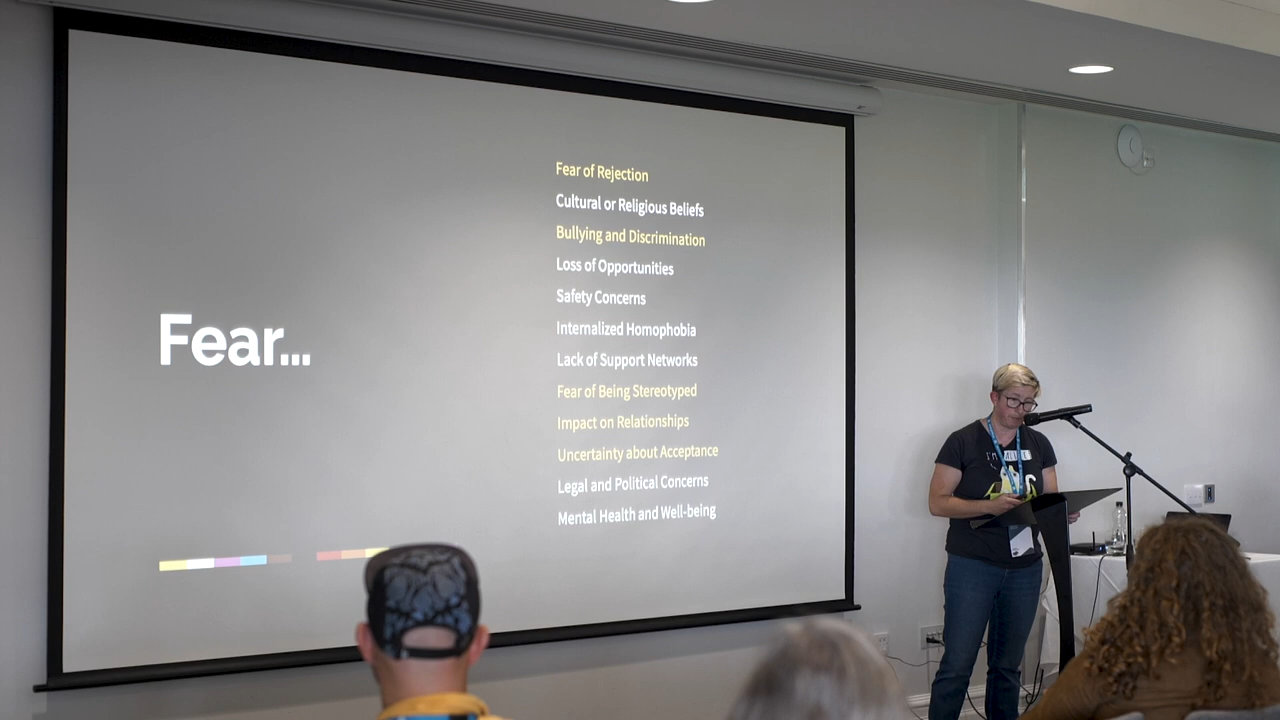 Fear...
Fear of Rejection
Cultural or Religious Beliefs
Bullying and Discrimination
Loss of Opportunities
Safety Concerns
Internalized Homophobia
Lack of Support Networks
Fear of Being Stereotyped
Impact on Relationships
Uncertainty about Acceptance
Legal and Political Concerns
Mental Health and Well-being
I'M